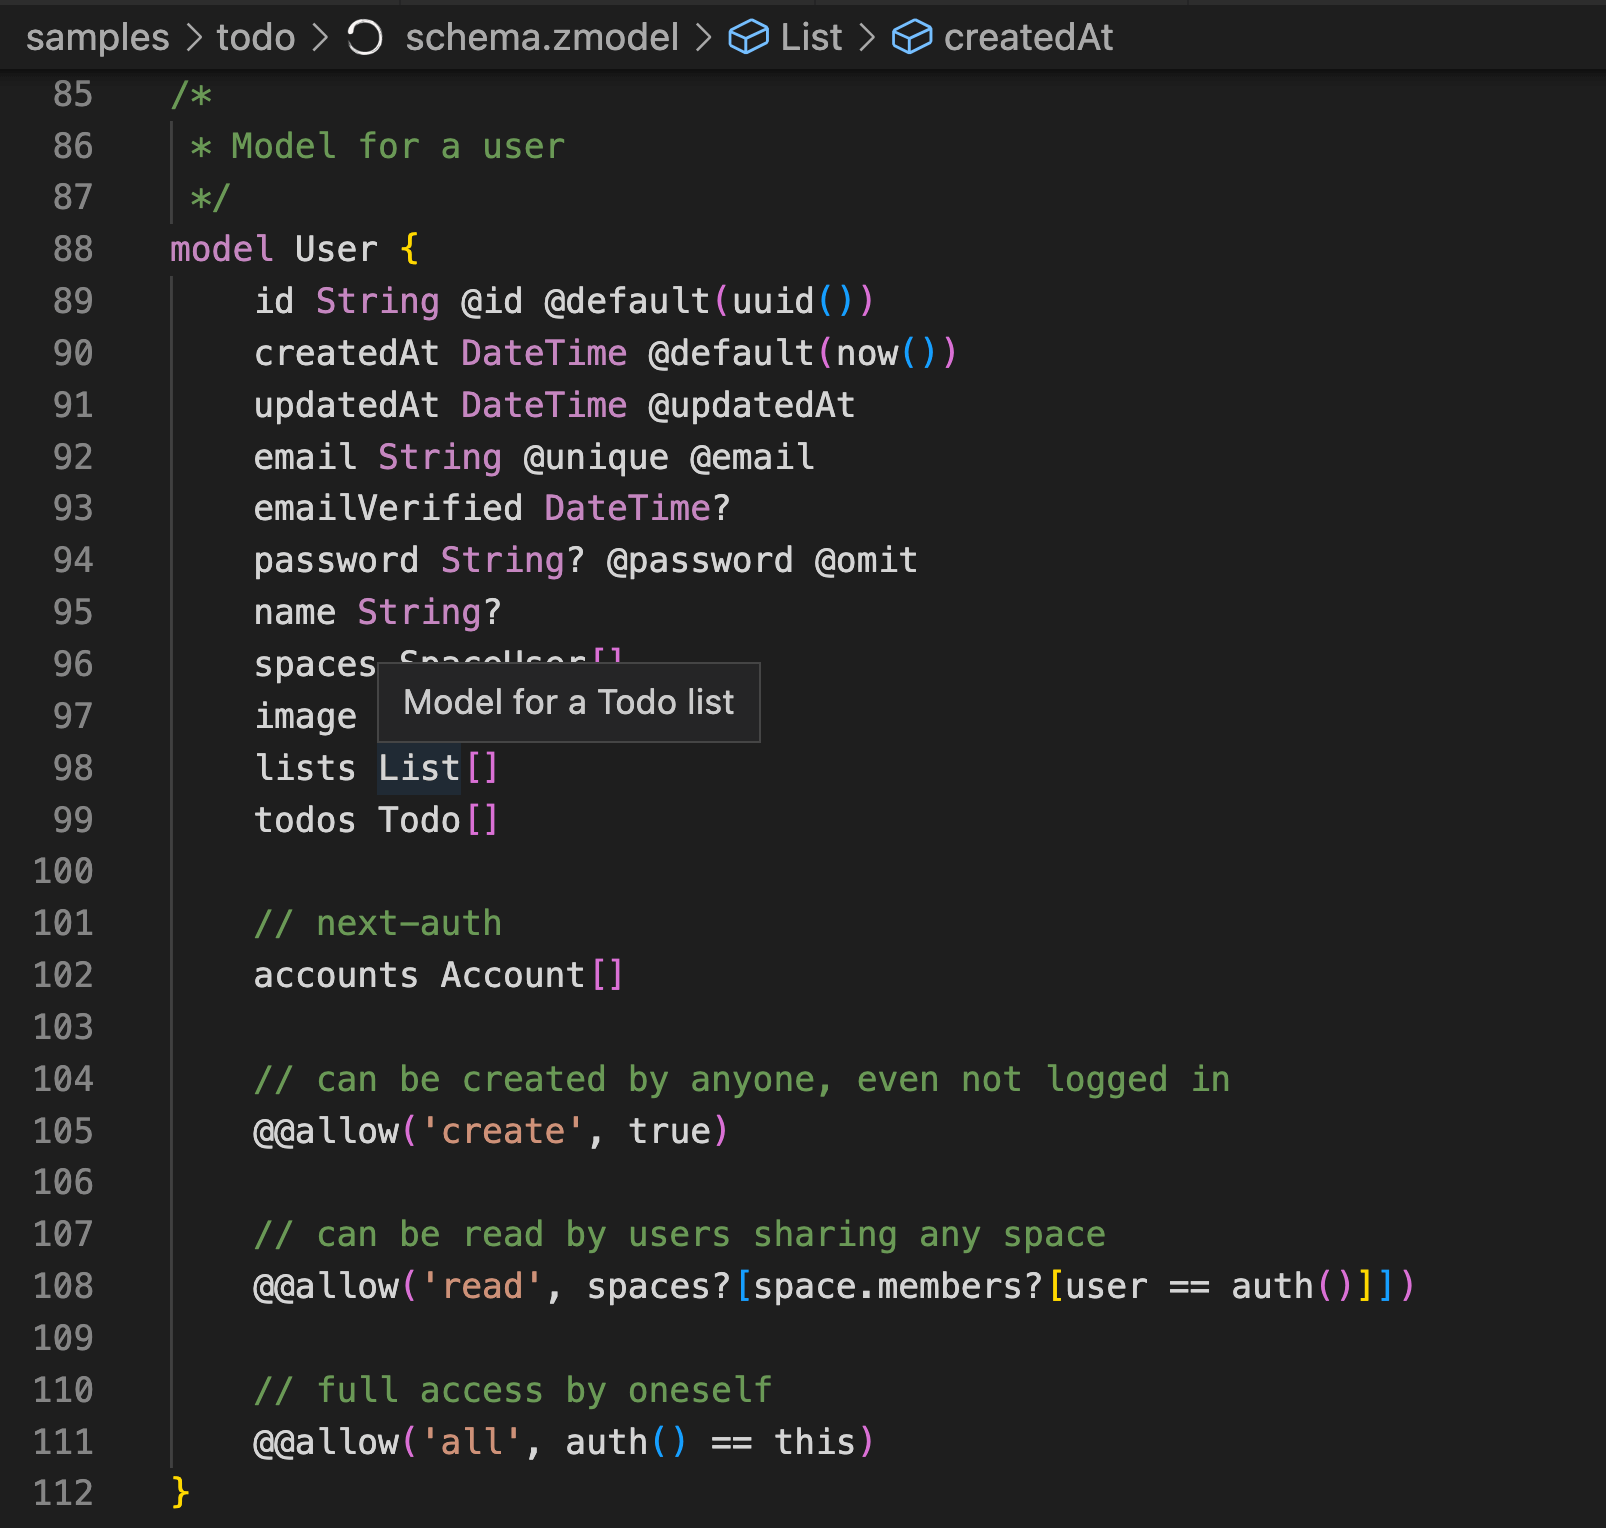 samples > todo > schema.zmodel > List > createdAt
85 /*
86 * Model for a user
87 */
88 model User {
89 id String @id @default(uuid())
90 createdAt DateTime @default(now())
91 updatedAt DateTime @updatedAt
92 email String @unique @email
93 emailVerified DateTime?
94 password String? @password @omit
95 name String?
96 spaces SpaceUser[]
Model for a Todo list
97 image
98 lists List[]
99 todos Todo[]
100
101 // next-auth
102 accounts Account[]
103
104 // can be created by anyone, even not logged in
105 @@allow('create', true)
106
107 // can be read by users sharing any space
108 @@allow('read', spaces?[space.members?[user == auth()]])
109
110 // full access by oneself
111 @@allow('all', auth() == this)
112 }